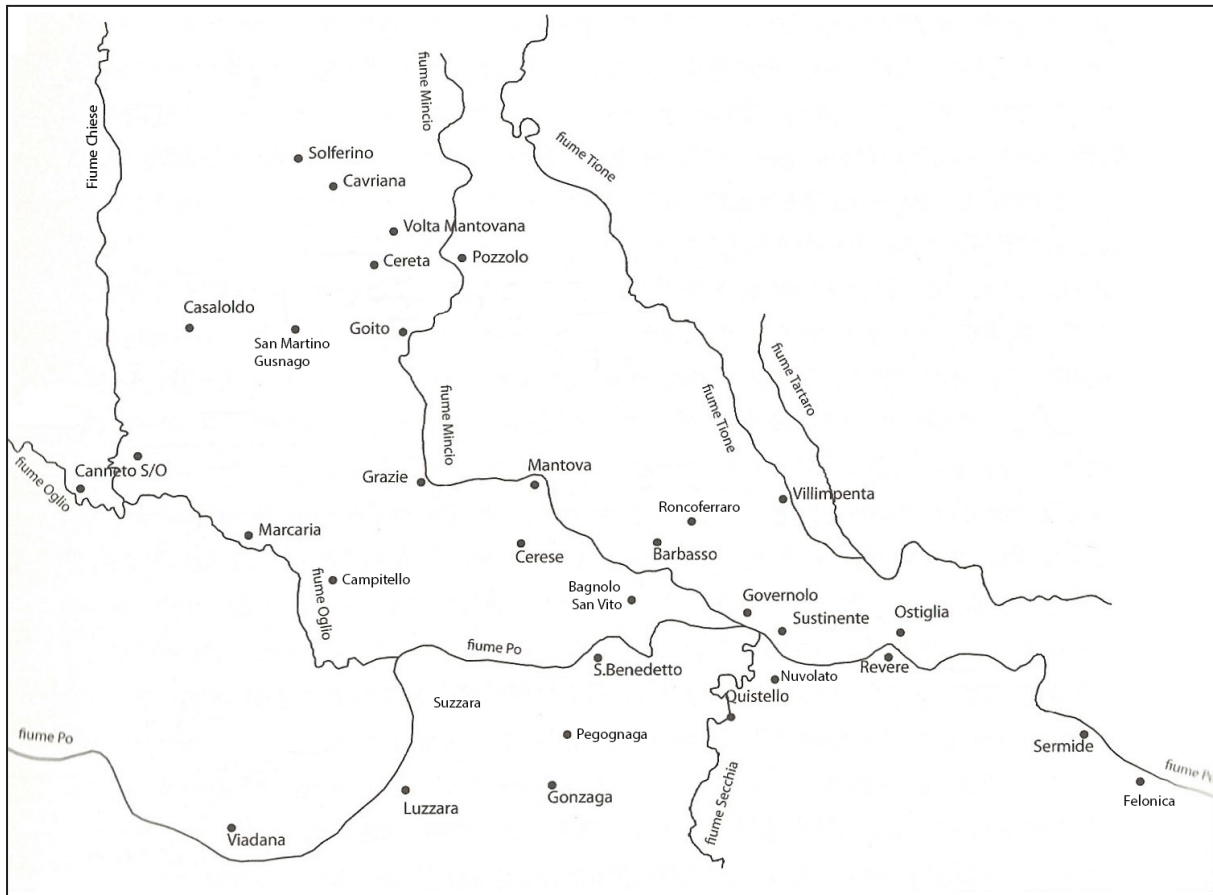 fiume Mincio
Fiume Chiese
fiume Tione
Solferino
Cavriana
Volta Mantovana
Cereta
Pozzolo
Casaloldo
San Martino
Gusnago
Goito
fiume Tartaro
fiume Mincio
fiume Tione
Canneto S/O
fiume Oglio
Grazie
Mantova
Villimpenta
Roncoferraro
Marcaria
Cerese
Barbasso
Campitello
fiume Oglio
Bagnolo
San Vito
Governolo
Sustinente
Ostiglia
fiume Po
S.Benedetto
Revere
Nuvolato
Suzzara
Quistello
fiume Po
Pegognaga
Sermide
fiume Po
Luzzara
Gonzaga
fiume Secchia
Felonica
Viadana